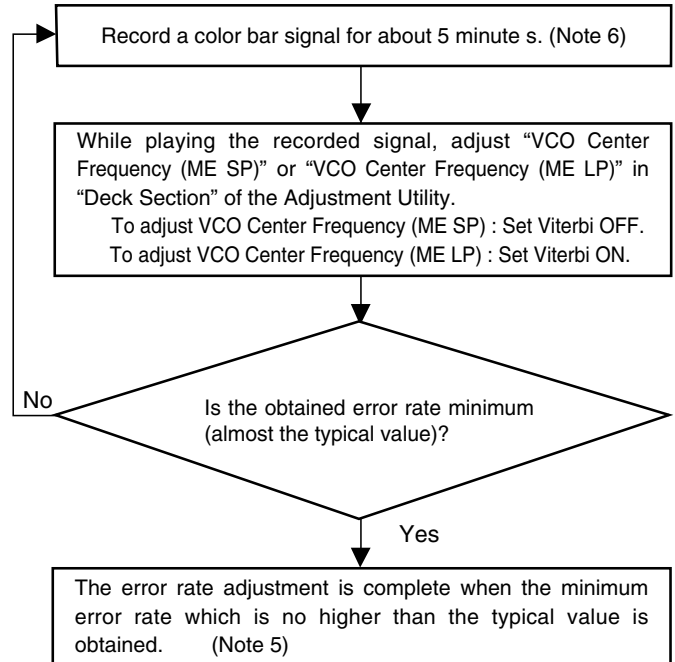 Record a color bar signal for about 5 minute s. (Note 6)
While playing the recorded signal, adjust “VCO Center
Frequency (ME SP)” or “VCO Center Frequency (ME LP)” in
“Deck Section” of the Adjustment Utility.
To adjust VCO Center Frequency (ME SP) : Set Viterbi OFF.
To adjust VCO Center Frequency (ME LP) : Set Viterbi ON.
No
Is the obtained error rate minimum
(almost the typical value)?
Yes
The error rate adjustment is complete when the minimum
error rate which is no higher than the typical value is
obtained. (Note 5)